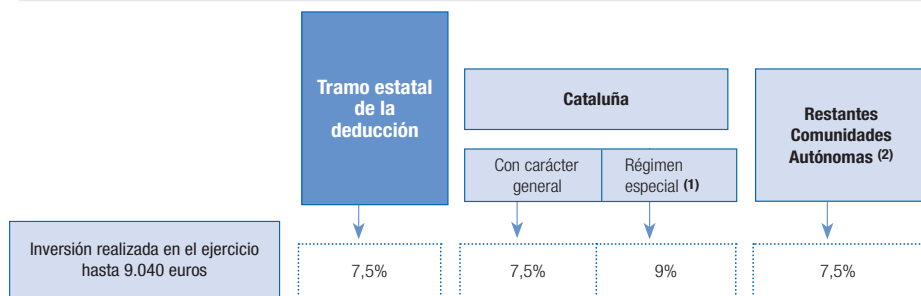 Tramo estatal
de la
deducción
Cataluña
Con carácter
general
Régimen
especial (1)
Restantes
Comunidades
Autónomas (2)
Inversión realizada en el ejercicio
hasta 9.040 euros
7,5%
7,5%
9%
7,5%